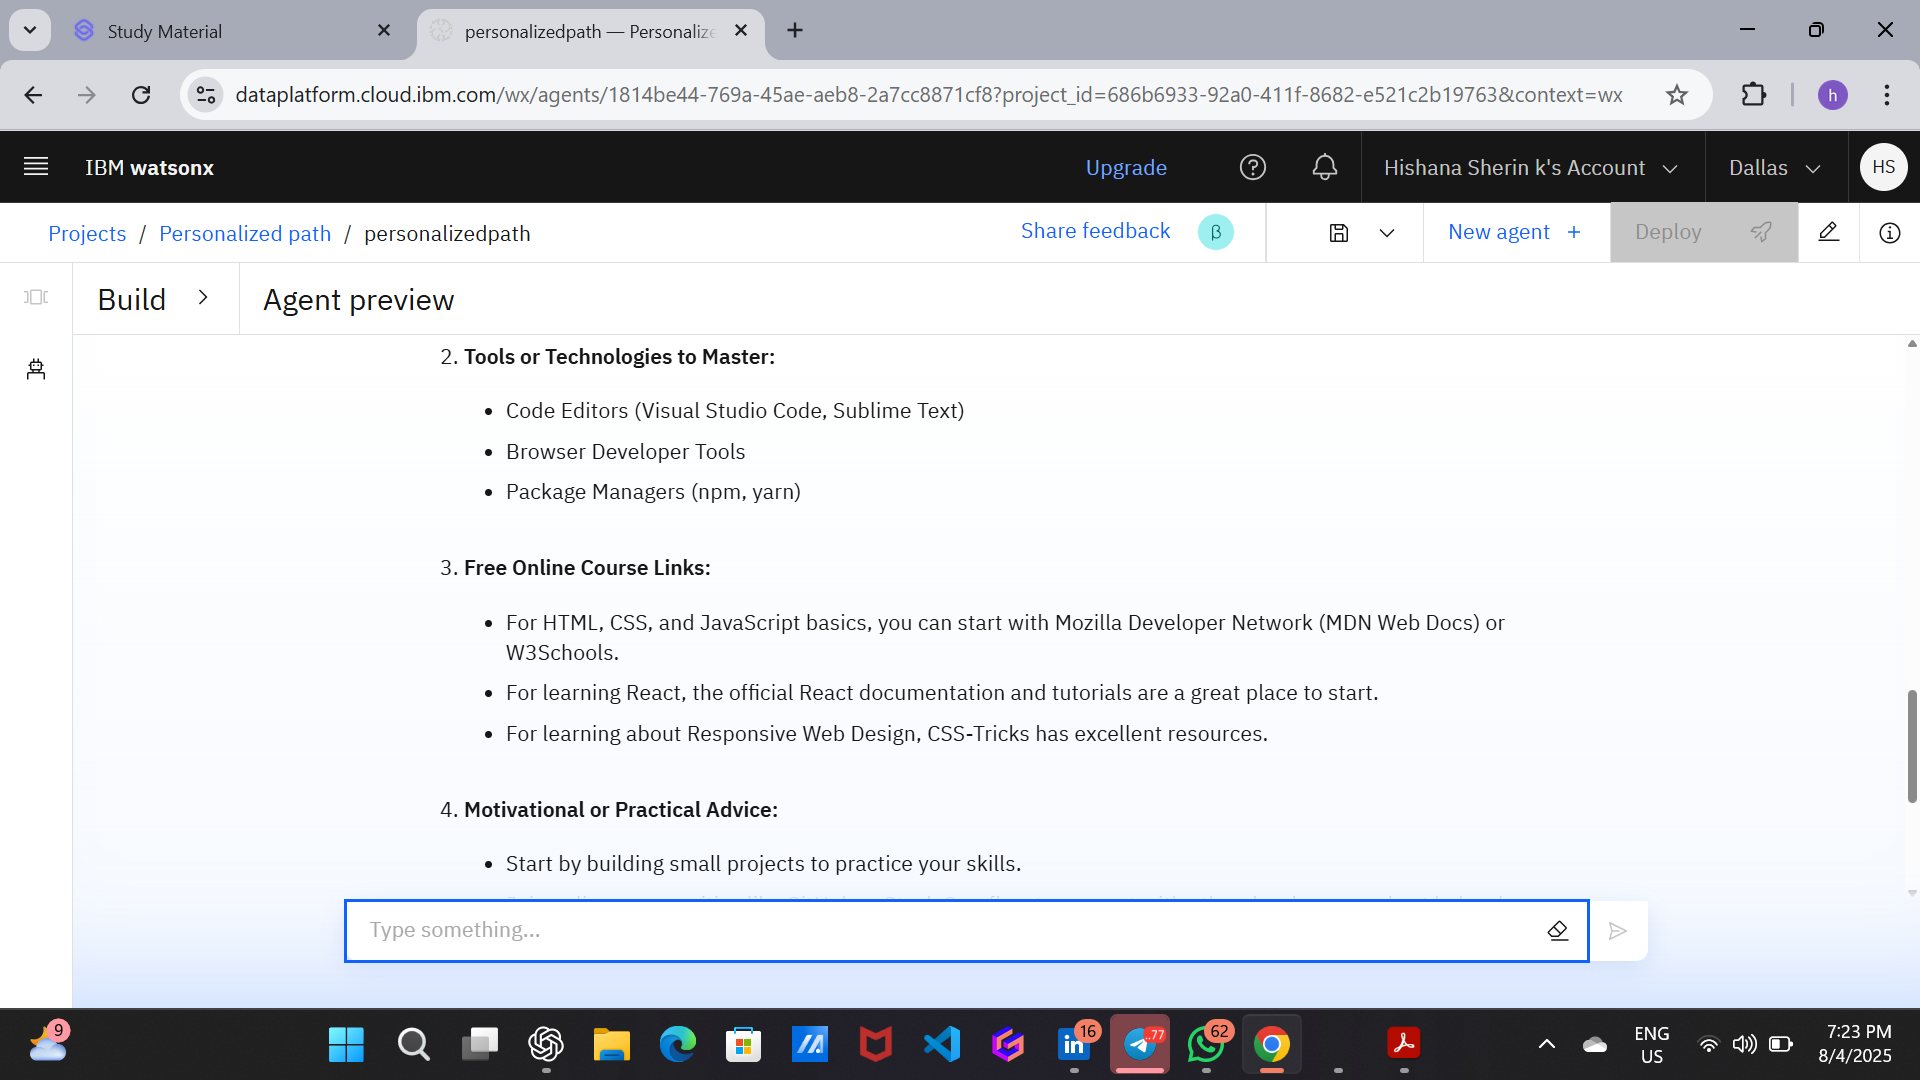 Study Material
personalizedpath — Personalize
dataplatform.cloud.ibm.com/wx/agents/1814be44-769a-45ae-aeb8-2a7cc8871cf8?project_id=686b6933-92a0-411f-8682-e521c2b19763&context=wx
h
IBM watsonx
Upgrade
Hishana Sherin k's Account
Dallas
HS
Projects / Personalized path / personalizedpath
Share feedback
β
New agent +
Deploy
Build
Agent preview
2. Tools or Technologies to Master:
• Code Editors (Visual Studio Code, Sublime Text)
• Browser Developer Tools
• Package Managers (npm, yarn)
3. Free Online Course Links:
• For HTML, CSS, and JavaScript basics, you can start with Mozilla Developer Network (MDN Web Docs) or
W3Schools.
• For learning React, the official React documentation and tutorials are a great place to start.
• For learning about Responsive Web Design, CSS-Tricks has excellent resources.
4. Motivational or Practical Advice:
• Start by building small projects to practice your skills.
Type something...
9
16
..77
62
ENG
US
7:23 PM
8/4/2025